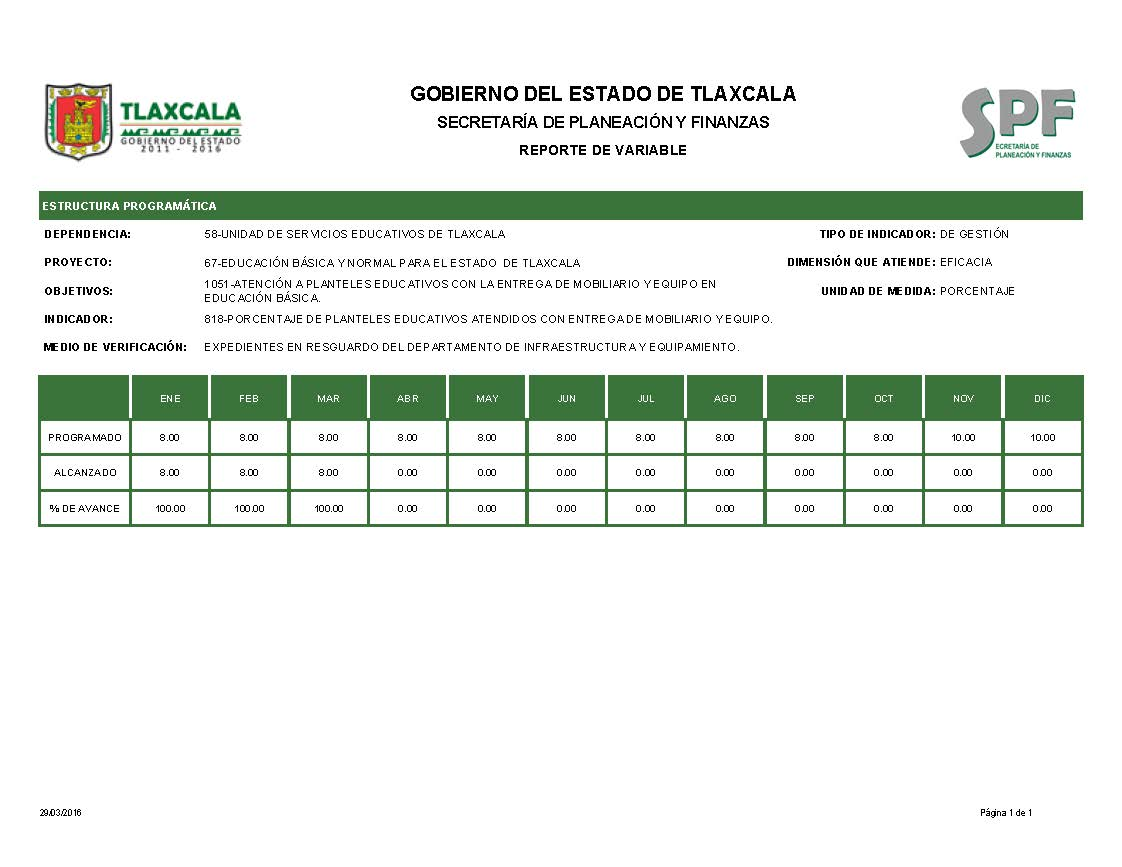 TLAXCALA
GOBIERNO DEL ESTADO
2011 - 2016
GOBIERNO DEL ESTADO DE TLAXCALA
SECRETARÍA DE PLANEACIÓN Y FINANZAS
REPORTE DE VARIABLE
SPF
ECRETARÍA DE
PLANEACIÓN Y FINANZAS
ESTRUCTURA PROGRAMÁTICA
DEPENDENCIA: 58-UNIDAD DE SERVICIOS EDUCATIVOS DE TLAXCALA TIPO DE INDICADOR: DE GESTIÓN
PROYECTO: 67-EDUCACIÓN BÁSICA Y NORMAL PARA EL ESTADO DE TLAXCALA DIMENSIÓN QUE ATIENDE: EFICACIA
OBJETIVOS: 1051-ATENCIÓN A PLANTELES EDUCATIVOS CON LA ENTREGA DE MOBILIARIO Y EQUIPO EN
EDUCACIÓN BÁSICA. UNIDAD DE MEDIDA: PORCENTAJE
INDICADOR: 818-PORCENTAJE DE PLANTELES EDUCATIVOS ATENDIDOS CON ENTREGA DE MOBILIARIO Y EQUIPO.
MEDIO DE VERIFICACIÓN: EXPEDIENTES EN RESGUARDO DEL DEPARTAMENTO DE INFRAESTRUCTURA Y EQUIPAMIENTO.
ENE FEB MAR ABR MAY JUN JUL AGO SEP OCT NOV DIC
PROGRAMADO 8.00 8.00 8.00 8.00 8.00 8.00 8.00 8.00 8.00 8.00 10.00 10.00
ALCANZADO 8.00 8.00 8.00 0.00 0.00 0.00 0.00 0.00 0.00 0.00 0.00 0.00
% DE AVANCE 100.00 100.00 100.00 0.00 0.00 0.00 0.00 0.00 0.00 0.00 0.00 0.00
29/03/2016 Página 1 de 1